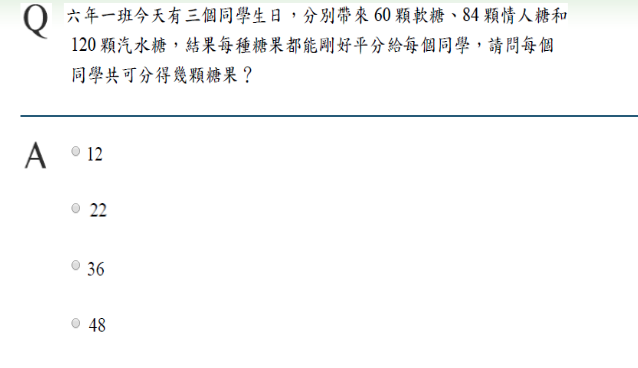 Q 六年一班今天有三個同學生日，分別帶來 60 顆軟糖、84 顆情人糖和
120 顆汽水糖，結果每種糖果都能剛好平分給每個同學，請問每個
同學共可分得幾顆糖果？
A 12
22
36
48